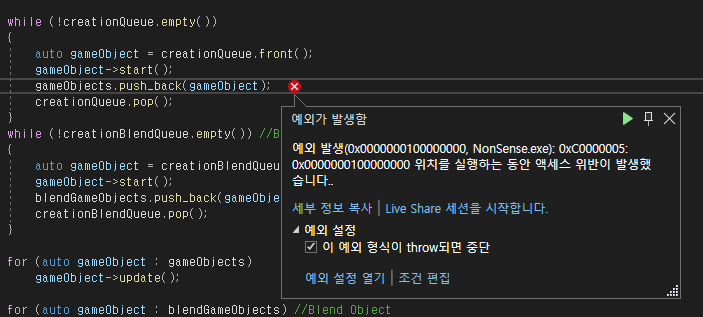 while (!creationQueue.empty())
{
auto gameObject = creationQueue.front();
gameObject->start();
gameObjects.push_back(gameObject);
creationQueue.pop();
}
while (!creationBlendQueue.empty()) //B
{
auto gameObject = creationBlendQueue
gameObject->start();
blendGameObjects.push_back(gameObje
creationBlendQueue.pop();
}
for (auto gameObject : gameObjects)
gameObject->update();
for (auto gameObject : blendGameObjects) //Blend Object
예외가 발생함
예외 발생(0x0000000100000000, NonSense.exe): 0xC0000005:
0x0000000100000000 위치를 실행하는 동안 액세스 위반이 발생했
습니다..
세부 정보 복사 | Live Share 세션을 시작합니다.
예외 설정
이 예외 형식이 throw되면 중단
예외 설정 열기 | 조건 편집